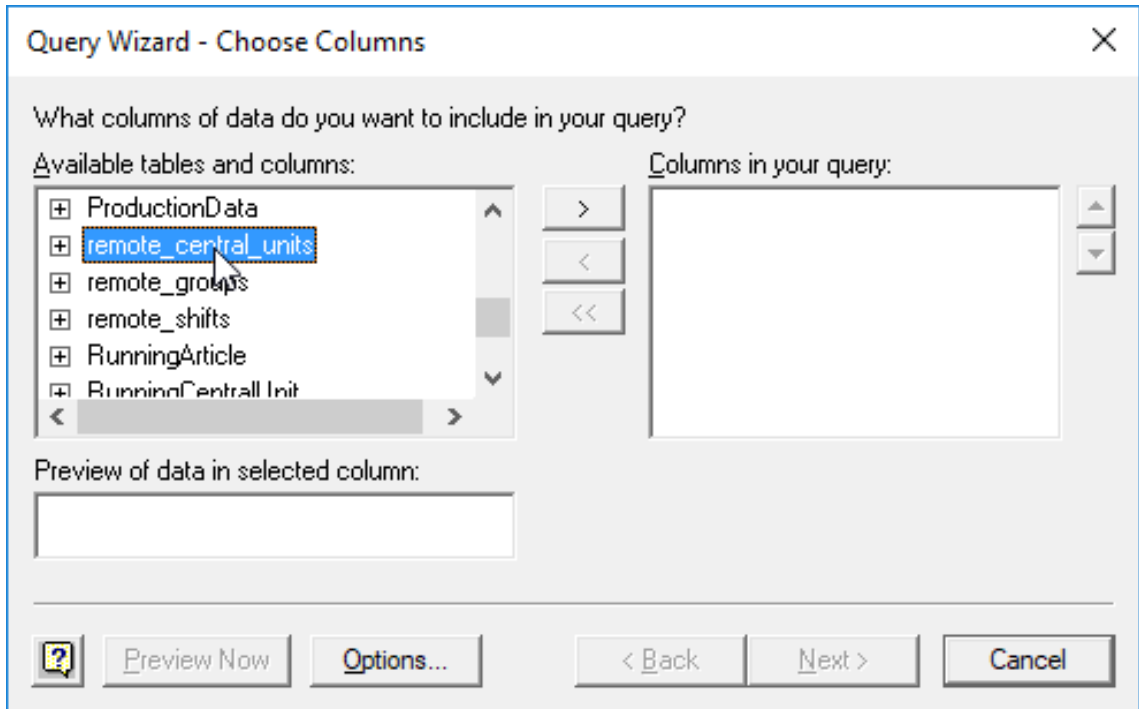 Query Wizard - Choose Columns
What columns of data do you want to include in your query?
Available tables and columns:
Columns in your query:
ProductionData
remote_central_units
remote_groups
remote_shifts
RunningArticle
RunningCentralUnit
>
<
<<
Preview of data in selected column:
?
Preview Now
Options...
< Back
Next >
Cancel